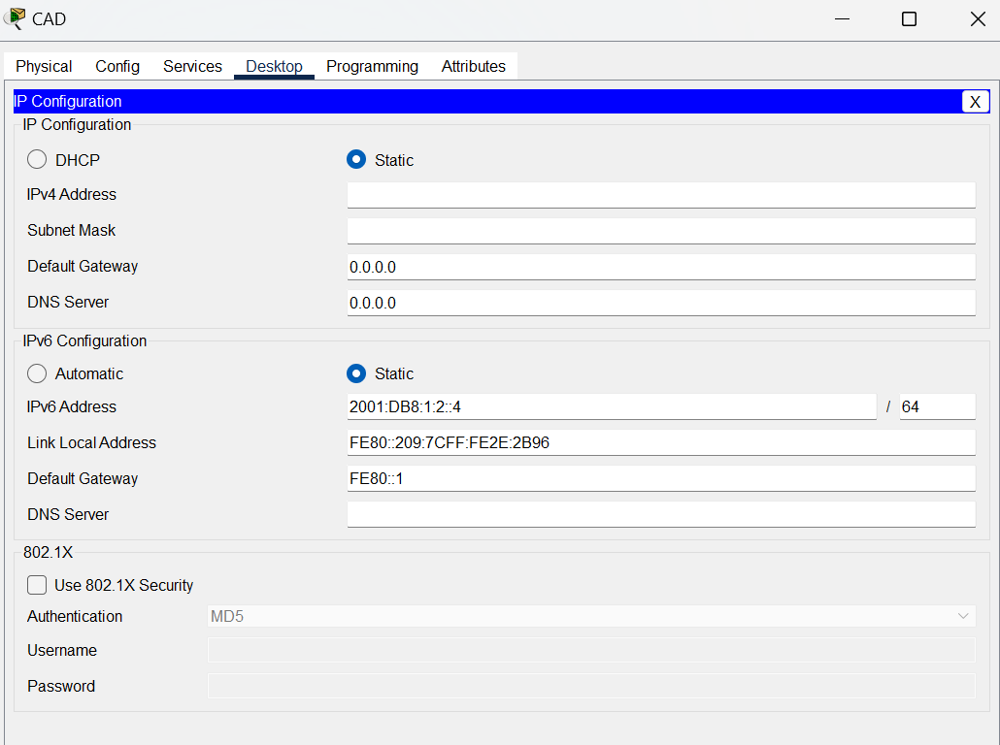 CAD
Physical Config Services Desktop Programming Attributes
IP Configuration X
IP Configuration
DHCP Static
IPv4 Address
Subnet Mask
Default Gateway 0.0.0.0
DNS Server 0.0.0.0
IPv6 Configuration
Automatic Static
IPv6 Address 2001:DB8:1:2::4 / 64
Link Local Address FE80::209:7CFF:FE2E:2B96
Default Gateway FE80::1
DNS Server
802.1X
Use 802.1X Security
Authentication MD5
Username
Password